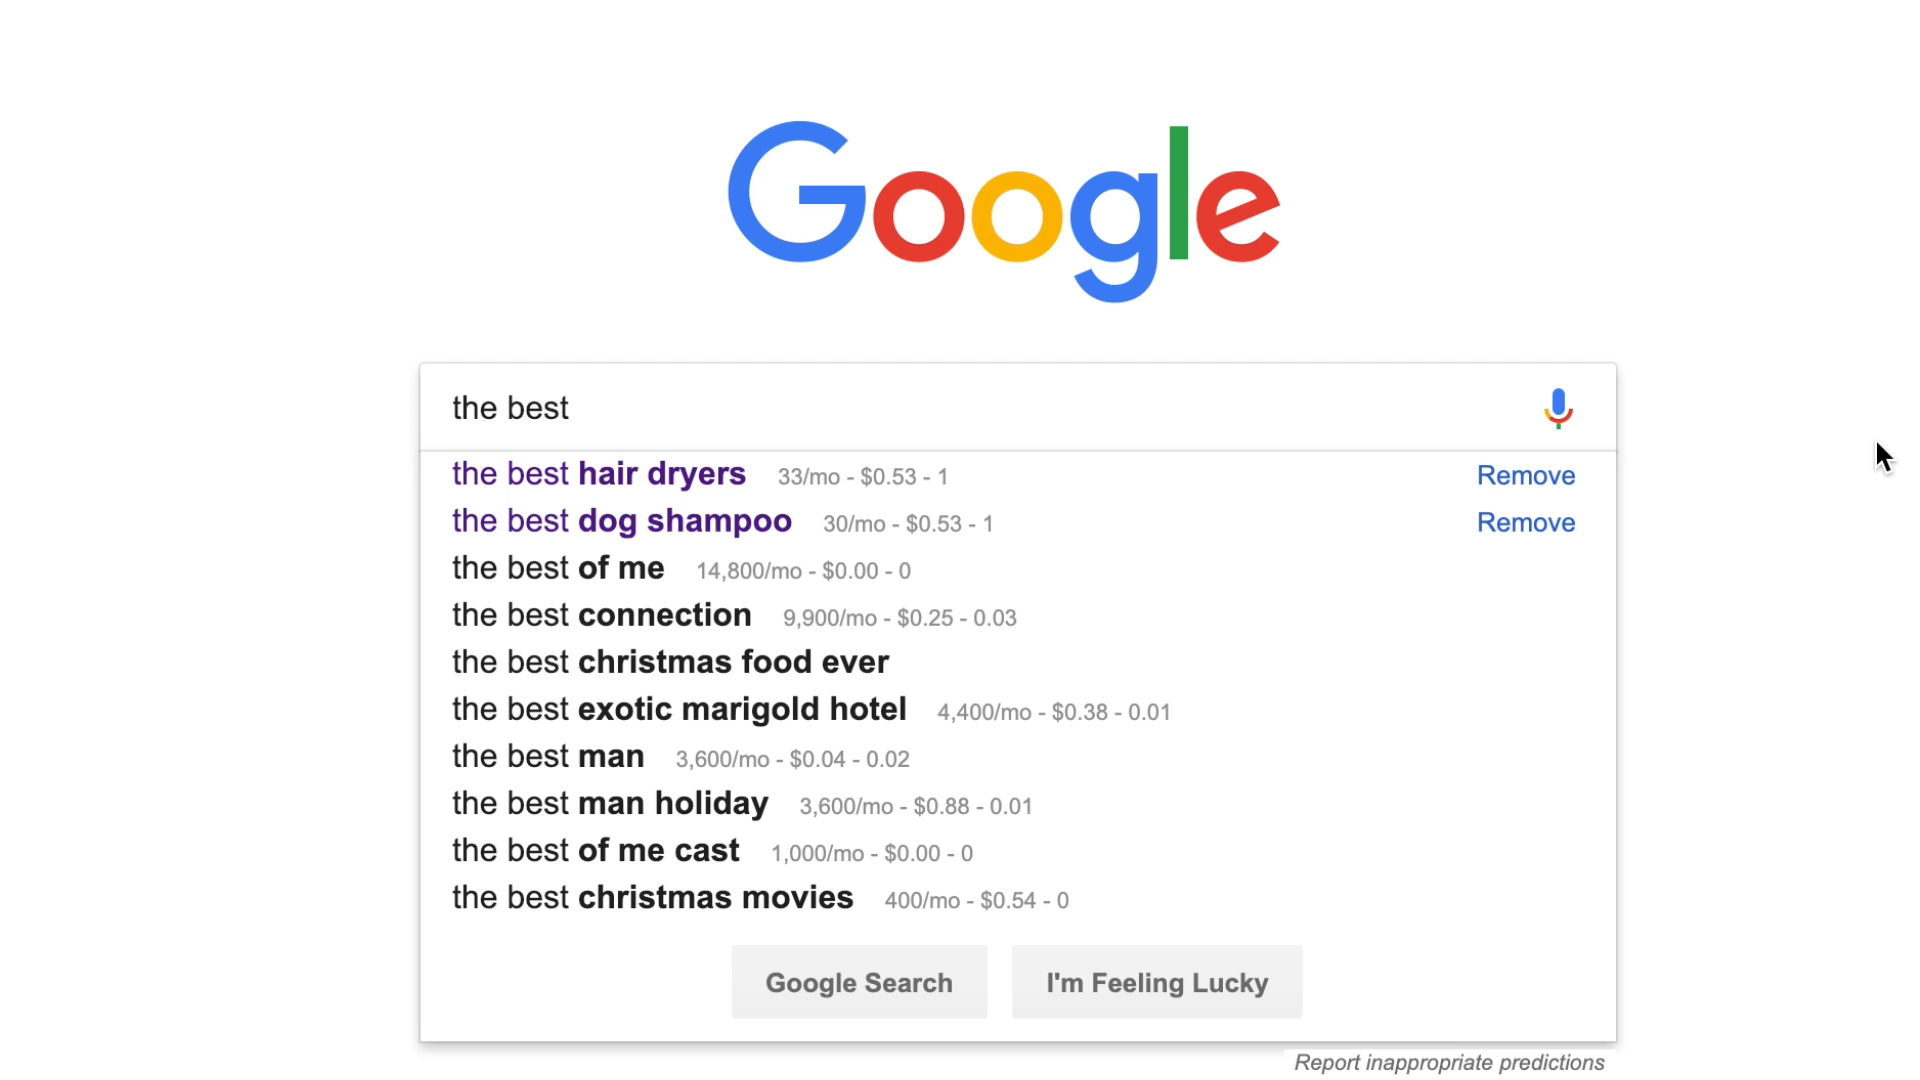 Google
the best
the best hair dryers 33/mo - $0.53 - 1 Remove
the best dog shampoo 30/mo - $0.53 - 1 Remove
the best of me 14,800/mo - $0.00 - 0
the best connection 9,900/mo - $0.25 - 0.03
the best christmas food ever
the best exotic marigold hotel 4,400/mo - $0.38 - 0.01
the best man 3,600/mo - $0.04 - 0.02
the best man holiday 3,600/mo - $0.88 - 0.01
the best of me cast 1,000/mo - $0.00 - 0
the best christmas movies 400/mo - $0.54 - 0
Google Search I'm Feeling Lucky
Report inappropriate predictions